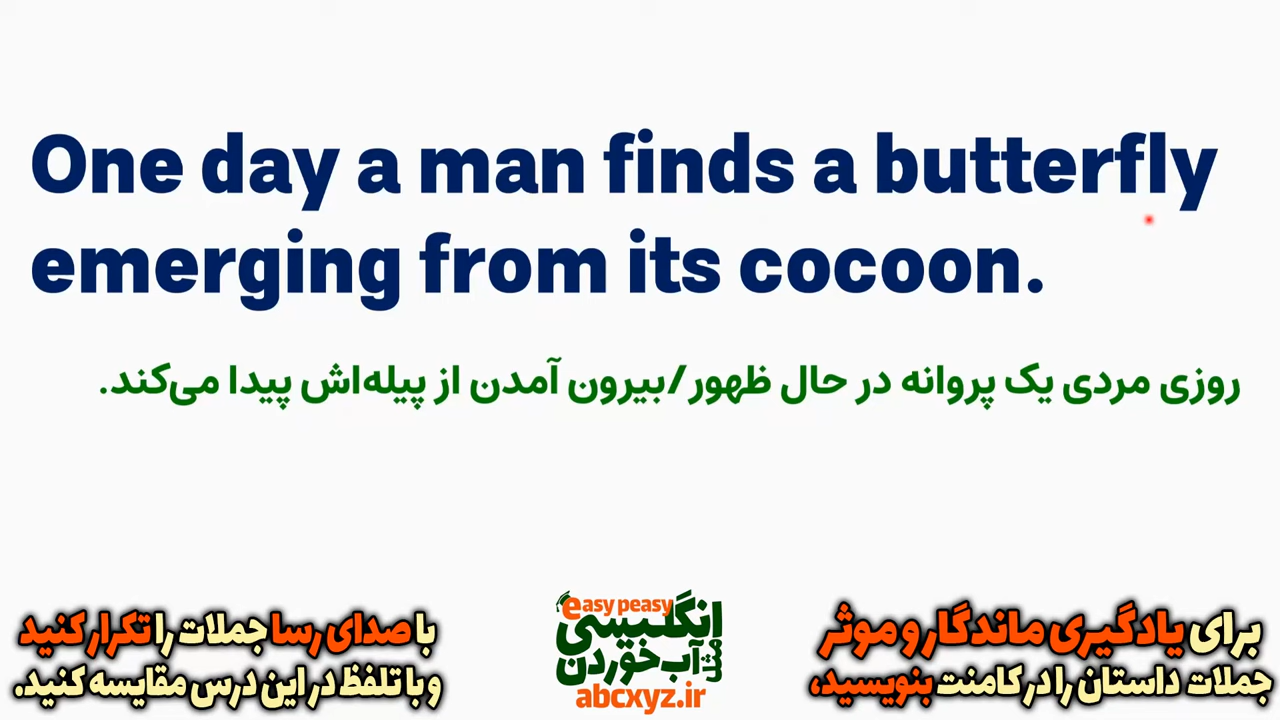 One day a man finds a butterfly
emerging from its cocoon.
روزی مردی یک پروانه در حال ظهور/بیرون آمدن از پیله‌اش پیدا می‌کند.
برای یادگیری ماندگار و موثر
جملات داستان را در کامنت بنویسید،
easy peasy
انگلیسی
مثل آب خوردن
abcxyz.ir
با صدای رسا جملات را تکرار کنید
و با تلفظ در این درس مقایسه کنید.